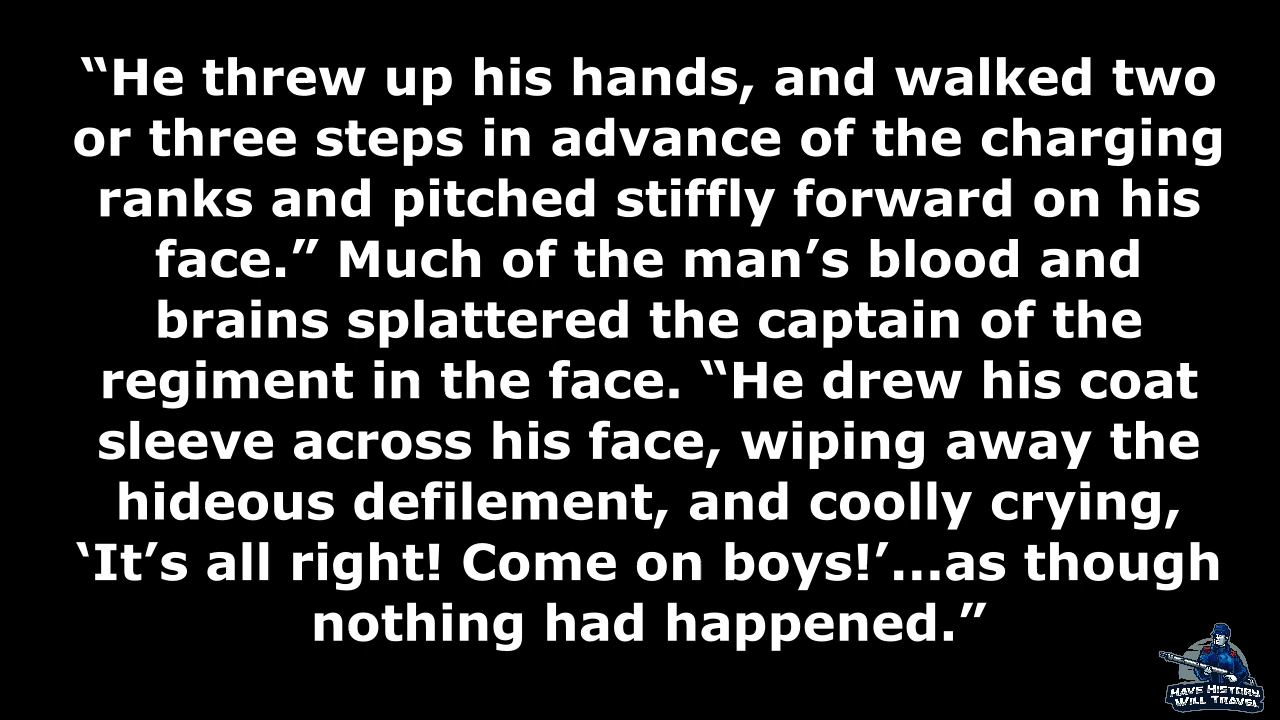 “He threw up his hands, and walked two
or three steps in advance of the charging
ranks and pitched stiffly forward on his
face.” Much of the man’s blood and
brains splattered the captain of the
regiment in the face. “He drew his coat
sleeve across his face, wiping away the
hideous defilement, and coolly crying,
‘It’s all right! Come on boys!’...as though
nothing had happened.”
HAVE HISTORY
WILL TRAVEL